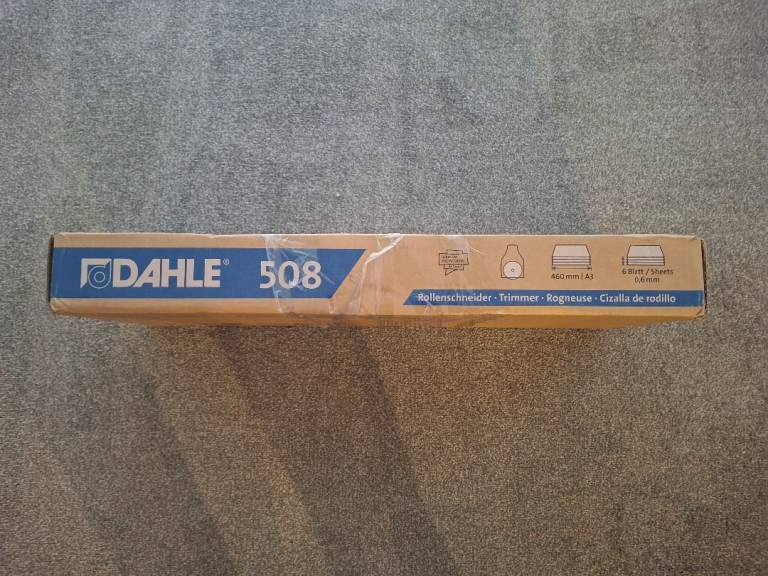 DAHLE® 508
460 mm | A3
6 Blatt / Sheets
0,6 mm
Rollenschneider · Trimmer · Rogneuse · Cizalla de rodillo